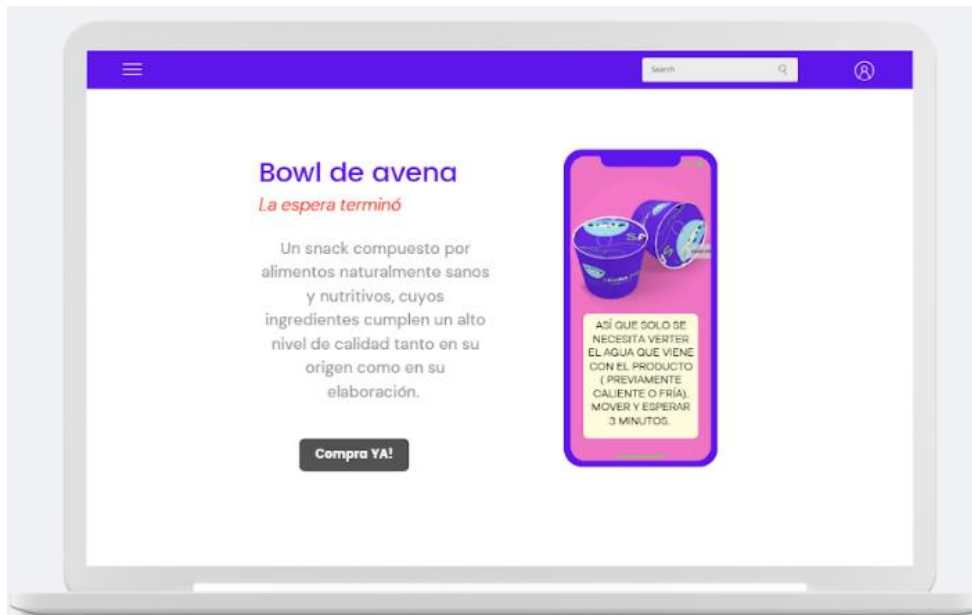 Search
Bowl de avena
La espera terminó
Un snack compuesto por
alimentos naturalmente sanos
y nutritivos, cuyos
ingredientes cumplen un alto
nivel de calidad tanto en su
origen como en su
elaboración.
Compra YA!
ASÍ QUE SOLO SE
NECESITA VERTER
EL AGUA QUE VIENE
CON EL PRODUCTO
( PREVIAMENTE
CALIENTE O FRÍA),
MOVER Y ESPERAR
3 MINUTOS.